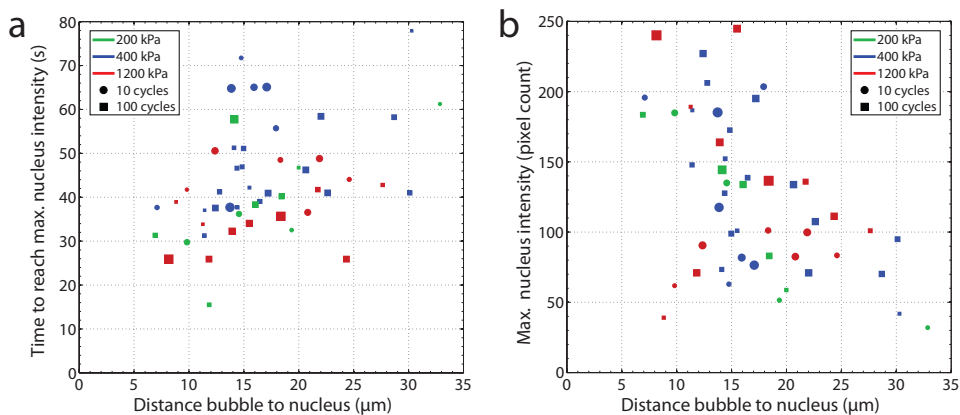 a
Time to reach max. nucleus intensity (s)
80
70
60
50
40
30
20
10
0
200 kPa
400 kPa
1200 kPa
10 cycles
100 cycles
0 5 10 15 20 25 30 35
Distance bubble to nucleus (μm)
b
Max. nucleus intensity (pixel count)
250
200
150
100
50
0
200 kPa
400 kPa
1200 kPa
10 cycles
100 cycles
0 5 10 15 20 25 30 35
Distance bubble to nucleus (μm)